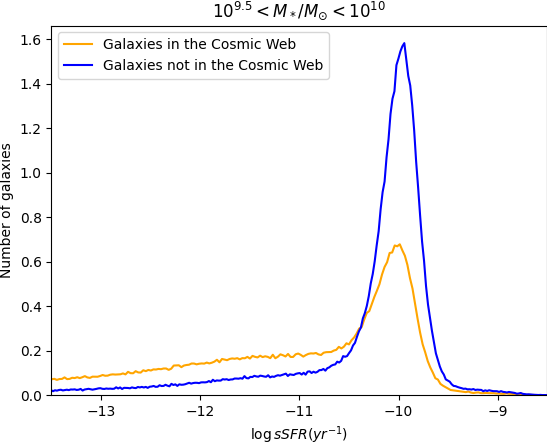 10^{9.5} < M_*/M_⊙ < 10^{10}
Galaxies in the Cosmic Web
Galaxies not in the Cosmic Web
Number of galaxies
1.6
1.4
1.2
1.0
0.8
0.6
0.4
0.2
0.0
−13 −12 −11 −10 −9
log sSFR(yr^{−1})